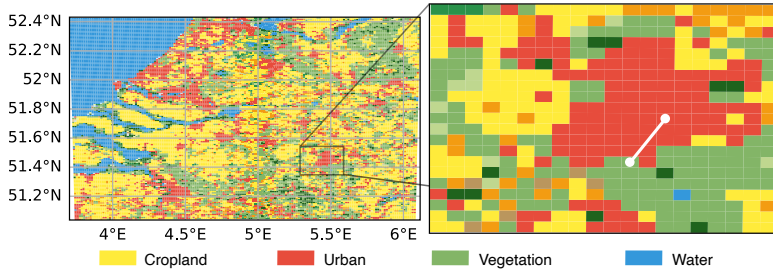 52.4°N
52.2°N
52°N
51.8°N
51.6°N
51.4°N
51.2°N
4°E 4.5°E 5°E 5.5°E 6°E
Cropland Urban Vegetation Water